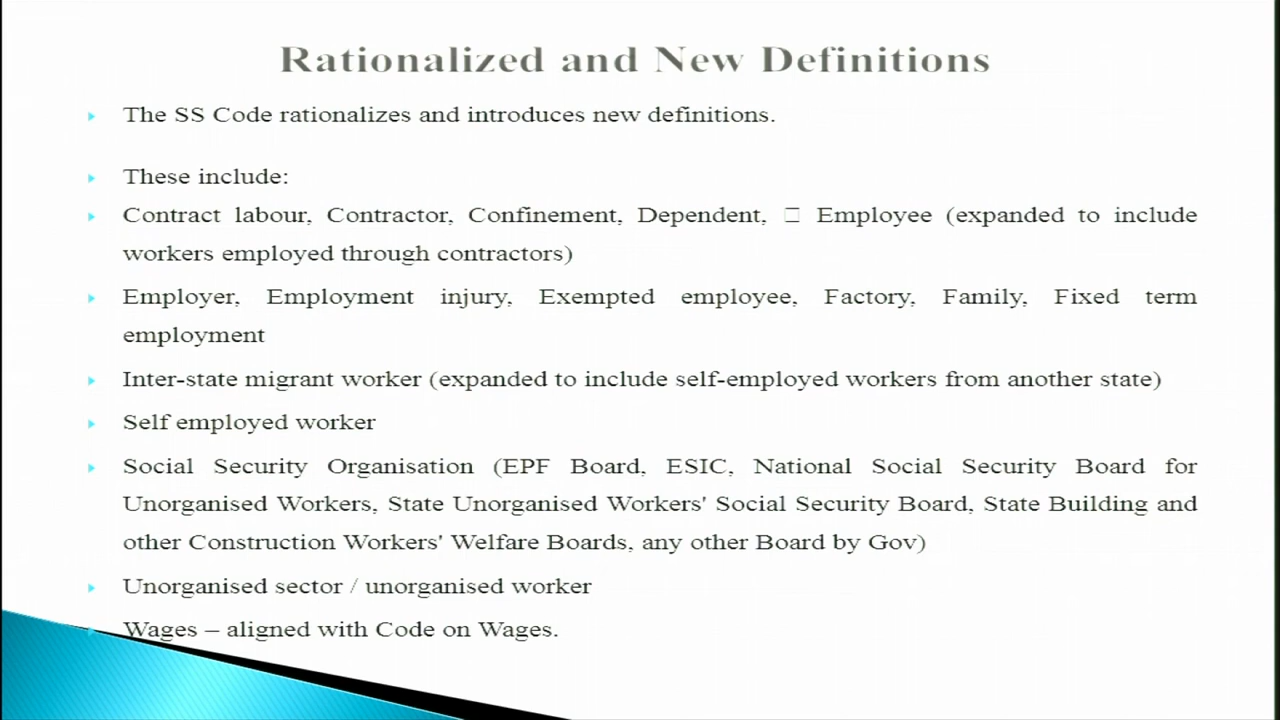 Rationalized and New Definitions
The SS Code rationalizes and introduces new definitions.
These include:
Contract labour, Contractor, Confinement, Dependent, □ Employee (expanded to include
workers employed through contractors)
Employer, Employment injury, Exempted employee, Factory, Family, Fixed term
employment
Inter-state migrant worker (expanded to include self-employed workers from another state)
Self employed worker
Social Security Organisation (EPF Board, ESIC, National Social Security Board for
Unorganised Workers, State Unorganised Workers' Social Security Board, State Building and
other Construction Workers' Welfare Boards, any other Board by Gov)
Unorganised sector / unorganised worker
Wages – aligned with Code on Wages.